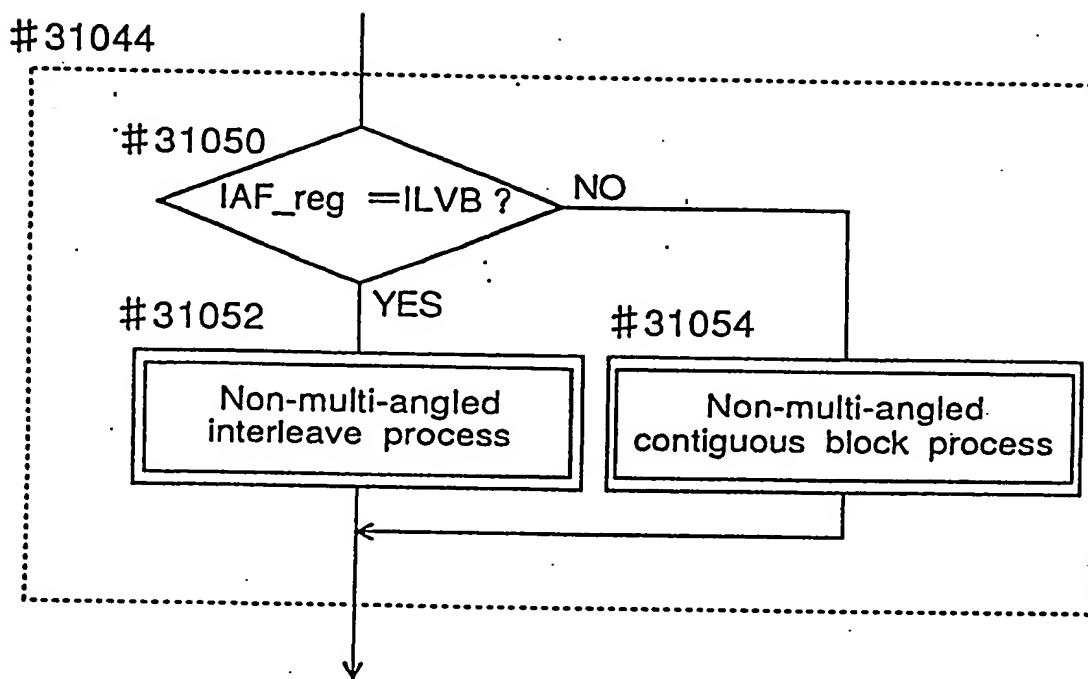 #31044
#31050
IAF_reg =ILVB ?
NO
YES
#31052
#31054
Non-multi-angled
interleave process
Non-multi-angled
contiguous block process